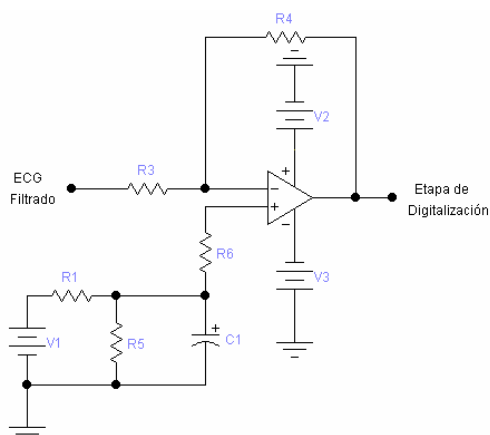 R4
V2
ECG
Filtrado
R3
Etapa de
Digitalización
R6
V3
R1
V1
R5
C1